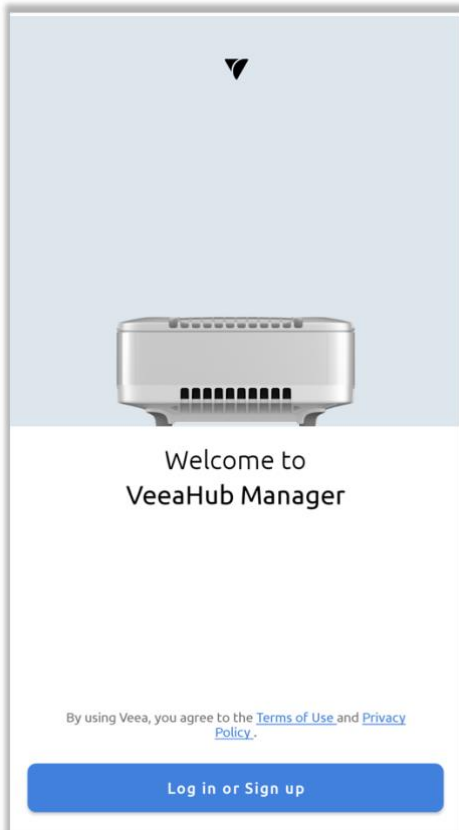 Welcome to
VeeaHub Manager
By using Veea, you agree to the Terms of Use and Privacy
Policy .
Log in or Sign up